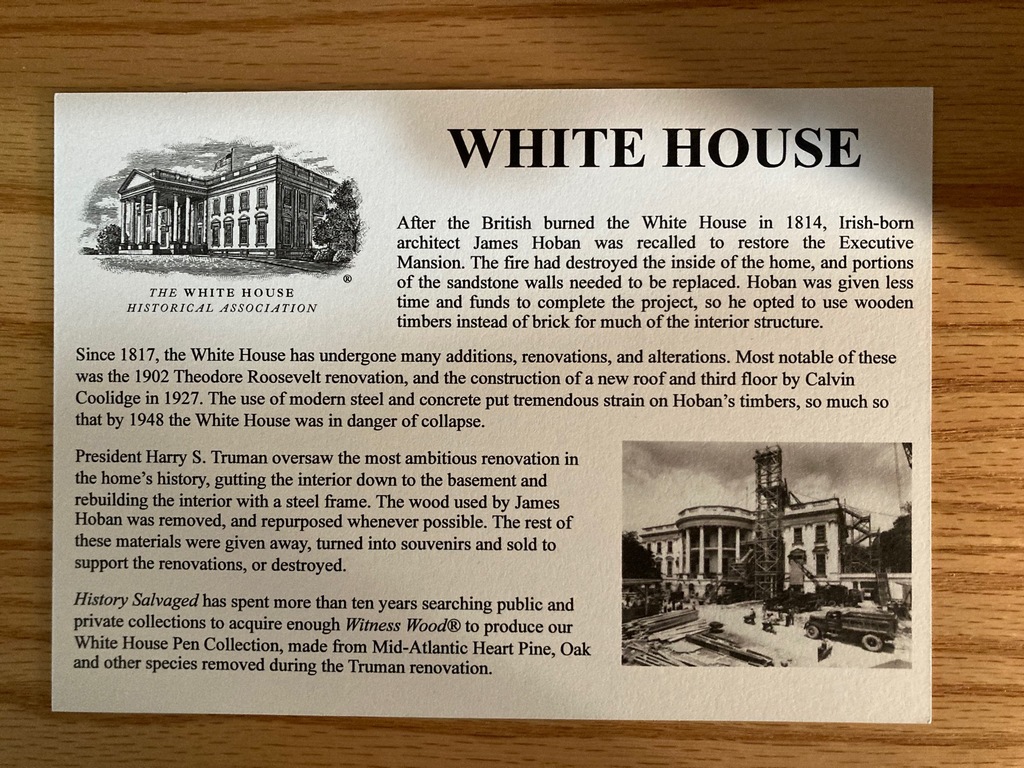 WHITE HOUSE
®
THE WHITE HOUSE
HISTORICAL ASSOCIATION
After the British burned the White House in 1814, Irish-born
architect James Hoban was recalled to restore the Executive
Mansion. The fire had destroyed the inside of the home, and portions
of the sandstone walls needed to be replaced. Hoban was given less
time and funds to complete the project, so he opted to use wooden
timbers instead of brick for much of the interior structure.
Since 1817, the White House has undergone many additions, renovations, and alterations. Most notable of these
was the 1902 Theodore Roosevelt renovation, and the construction of a new roof and third floor by Calvin
Coolidge in 1927. The use of modern steel and concrete put tremendous strain on Hoban's timbers, so much so
that by 1948 the White House was in danger of collapse.
President Harry S. Truman oversaw the most ambitious renovation in
the home's history, gutting the interior down to the basement and
rebuilding the interior with a steel frame. The wood used by James
Hoban was removed, and repurposed whenever possible. The rest of
these materials were given away, turned into souvenirs and sold to
support the renovations, or destroyed.
History Salvaged has spent more than ten years searching public and
private collections to acquire enough Witness Wood® to produce our
White House Pen Collection, made from Mid-Atlantic Heart Pine, Oak
and other species removed during the Truman renovation.